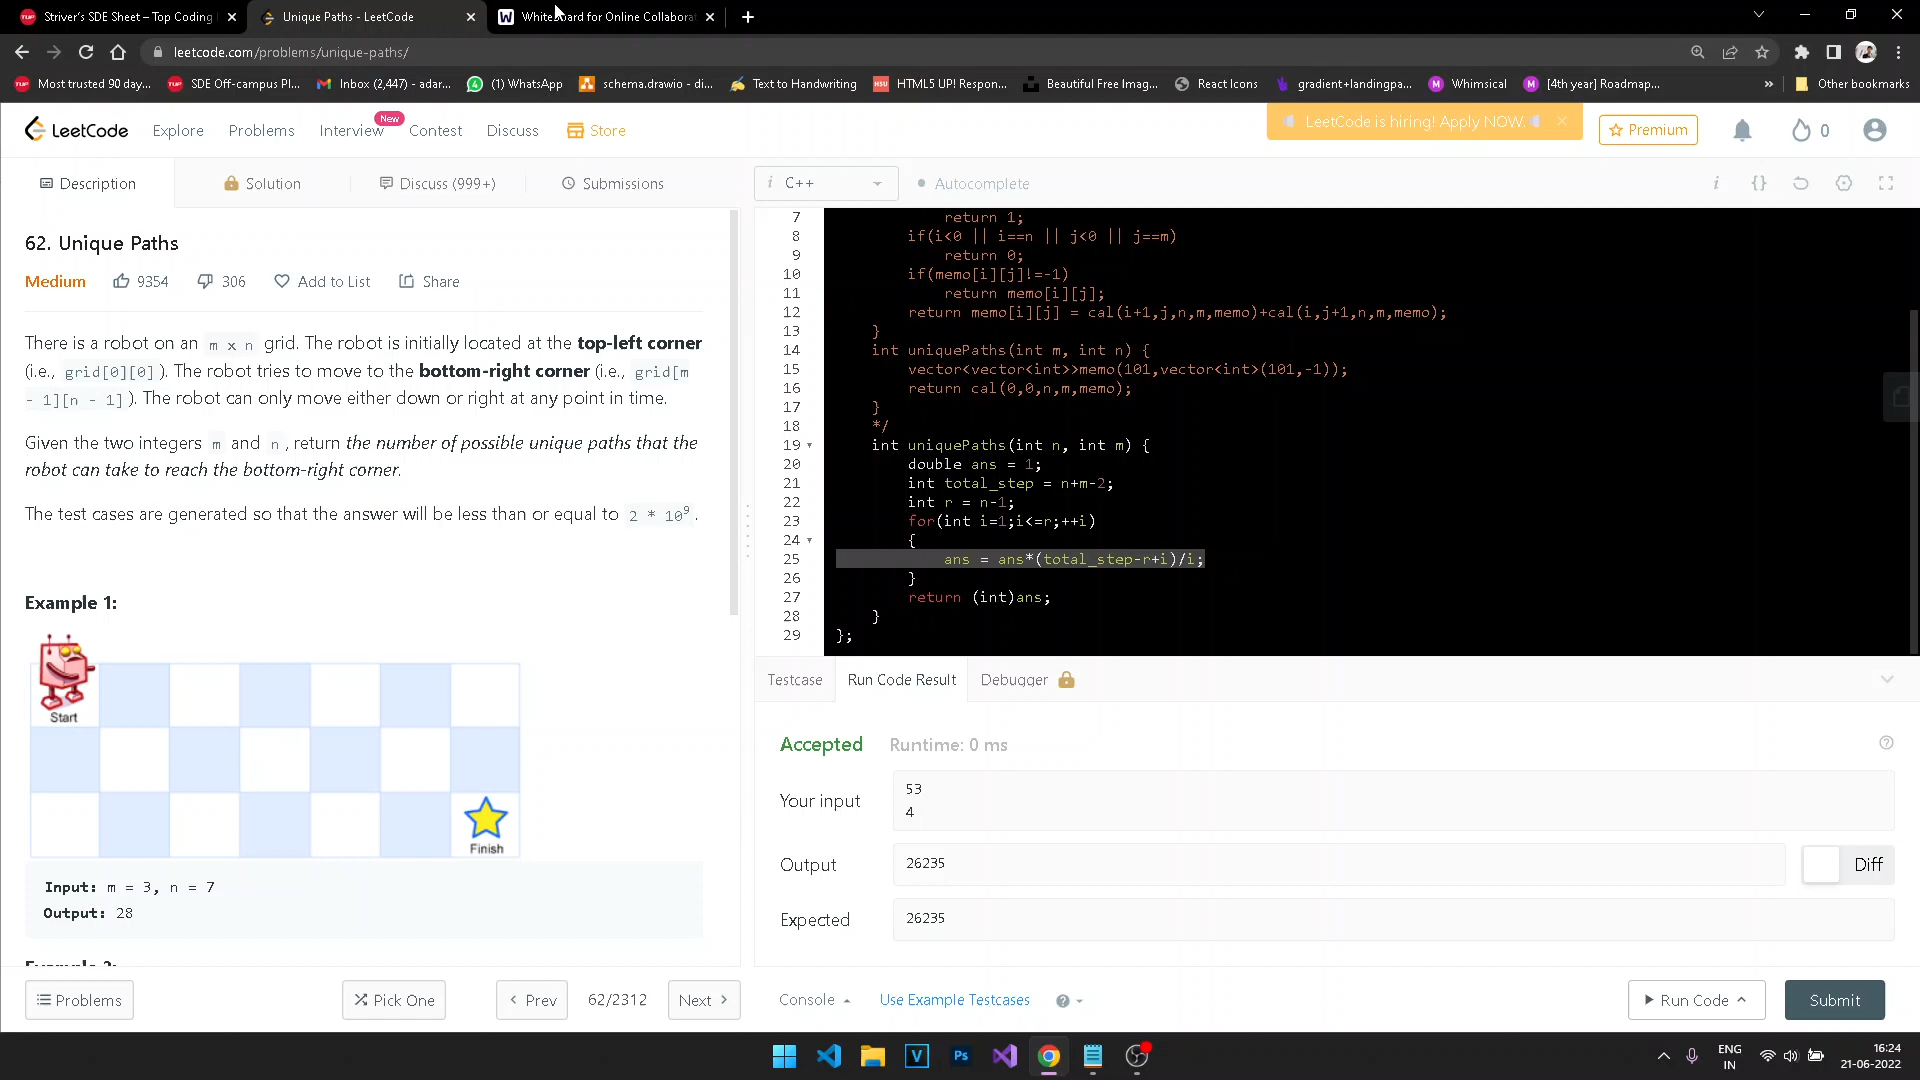 Striver's SDE Sheet – Top Coding
Unique Paths - LeetCode
Whiteboard for Online Collaborat
leetcode.com/problems/unique-paths/
Most trusted 90 day...
SDE Off-campus Pl...
Inbox (2,447) - adar...
(1) WhatsApp
schema.drawio - di...
Text to Handwriting
HTML5 UP! Respon...
Beautiful Free Imag...
React Icons
gradient+landingpa...
Whimsical
[4th year] Roadmap...
»
Other bookmarks
LeetCode
Explore
Problems
Interview
New
Contest
Discuss
Store
LeetCode is hiring! Apply NOW.
Premium
0
Description
Solution
Discuss (999+)
Submissions
62. Unique Paths
Medium
9354
306
Add to List
Share
There is a robot on an m x n grid. The robot is initially located at the top-left corner
(i.e., grid[0][0] ). The robot tries to move to the bottom-right corner (i.e., grid[m
- 1][n - 1] ). The robot can only move either down or right at any point in time.
Given the two integers m and n , return the number of possible unique paths that the
robot can take to reach the bottom-right corner.
The test cases are generated so that the answer will be less than or equal to 2 * 10⁹ .
Example 1:
Start
Finish
Input: m = 3, n = 7
Output: 28
Example 2:
Problems
Pick One
Prev
62/2312
Next
i C++
Autocomplete
i {}
7 return 1;
8 if(i<0 || i==n || j<0 || j==m)
9 return 0;
10 if(memo[i][j]!=-1)
11 return memo[i][j];
12 return memo[i][j] = cal(i+1,j,n,m,memo)+cal(i,j+1,n,m,memo);
13 }
14 int uniquePaths(int m, int n) {
15 vector<vector<int>>memo(101,vector<int>(101,-1));
16 return cal(0,0,n,m,memo);
17 }
18 */
19 int uniquePaths(int n, int m) {
20 double ans = 1;
21 int total_step = n+m-2;
22 int r = n-1;
23 for(int i=1;i<=r;++i)
24 {
25 ans = ans*(total_step-r+i)/i;
26 }
27 return (int)ans;
28 }
29 };
Testcase
Run Code Result
Debugger
Accepted
Runtime: 0 ms
Your input
53
4
Output
26235
Diff
Expected
26235
Console
Use Example Testcases
Run Code
Submit
ENG
IN
16:24
21-06-2022